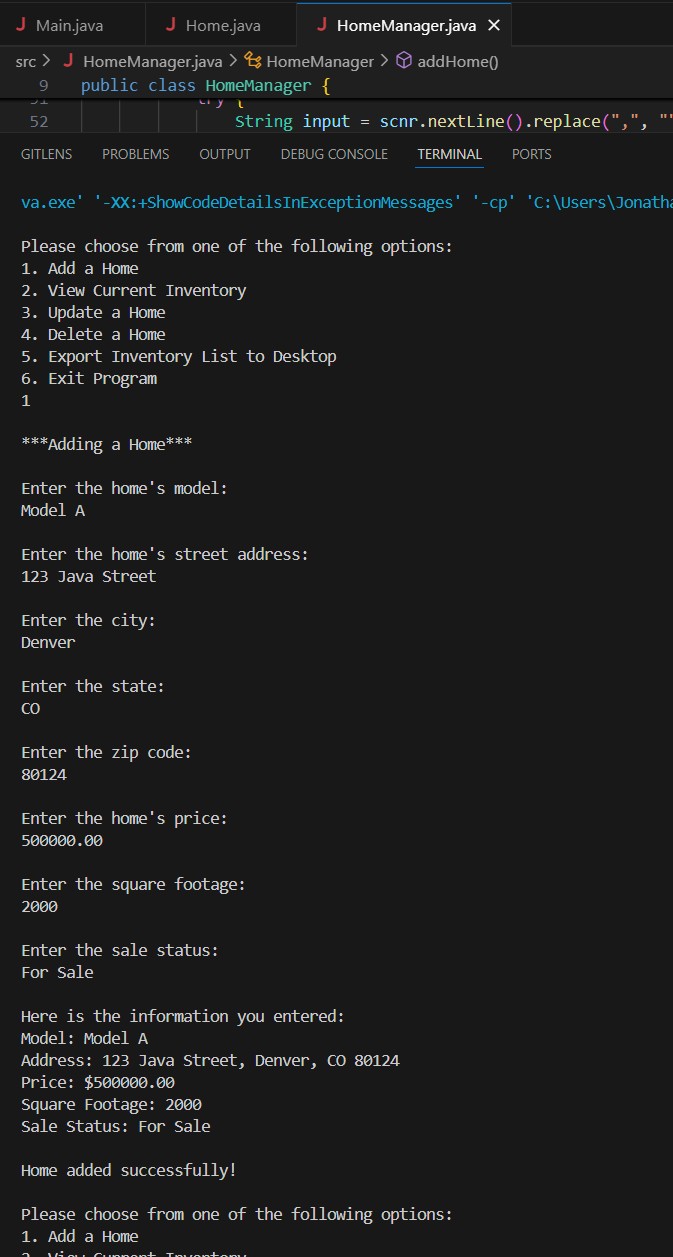 Main.java Home.java HomeManager.java
src > HomeManager.java > HomeManager > addHome()
9 public class HomeManager {
51 try {
52 String input = scnr.nextLine().replace(",", ""
GITLENS PROBLEMS OUTPUT DEBUG CONSOLE TERMINAL PORTS
va.exe' '-XX:+ShowCodeDetailsInExceptionMessages' '-cp' 'C:\Users\Jonatha
Please choose from one of the following options:
1. Add a Home
2. View Current Inventory
3. Update a Home
4. Delete a Home
5. Export Inventory List to Desktop
6. Exit Program
1
***Adding a Home***
Enter the home's model:
Model A
Enter the home's street address:
123 Java Street
Enter the city:
Denver
Enter the state:
CO
Enter the zip code:
80124
Enter the home's price:
500000.00
Enter the square footage:
2000
Enter the sale status:
For Sale
Here is the information you entered:
Model: Model A
Address: 123 Java Street, Denver, CO 80124
Price: $500000.00
Square Footage: 2000
Sale Status: For Sale
Home added successfully!
Please choose from one of the following options:
1. Add a Home
2. View Current Inventory